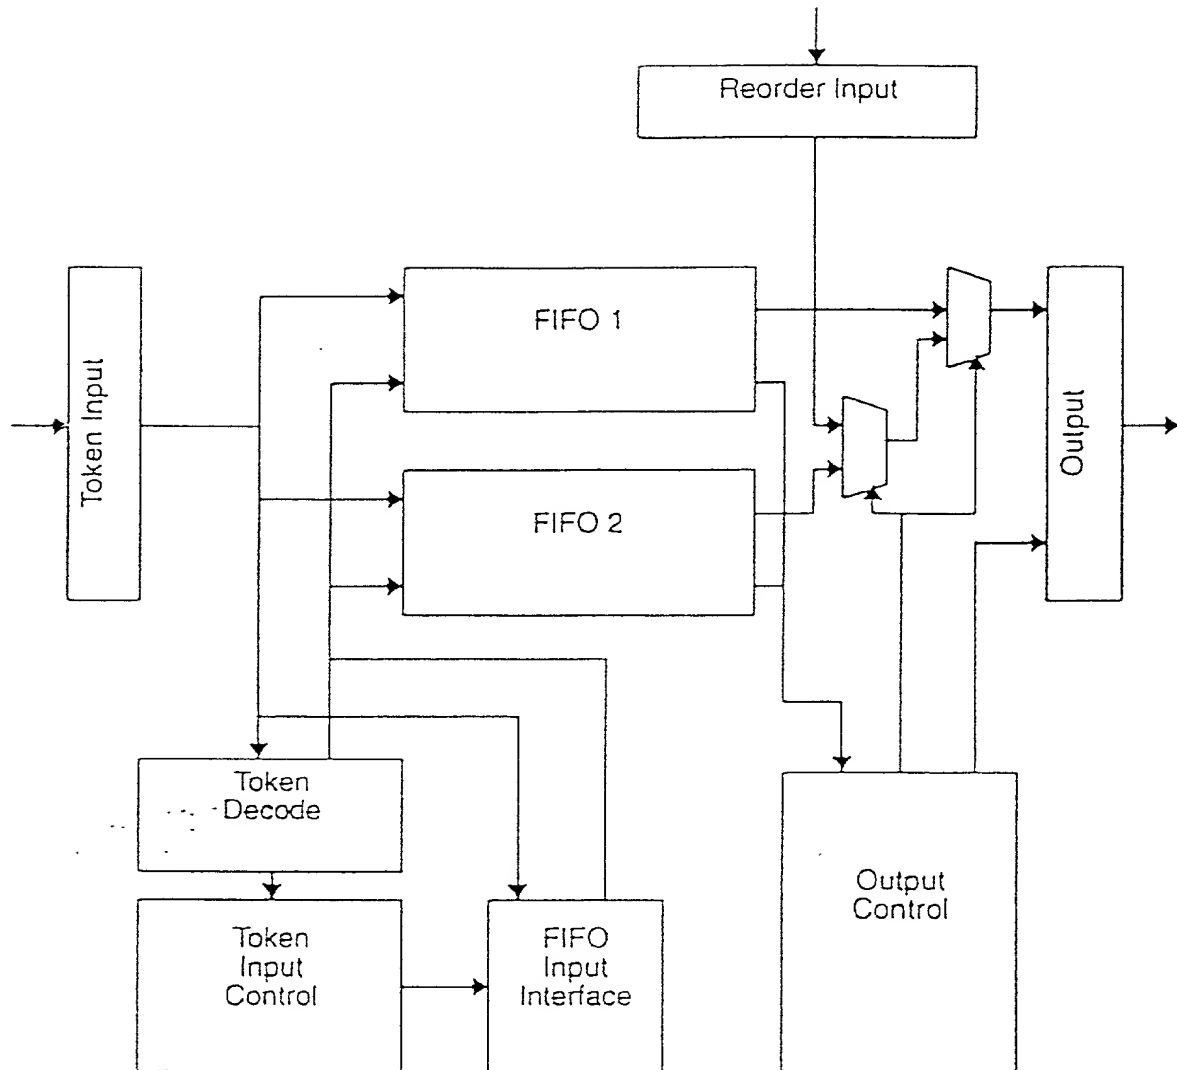 Reorder Input
Token Input
FIFO 1
FIFO 2
Output
Token
Decode
Token
Input
Control
FIFO
Input
Interface
Output
Control